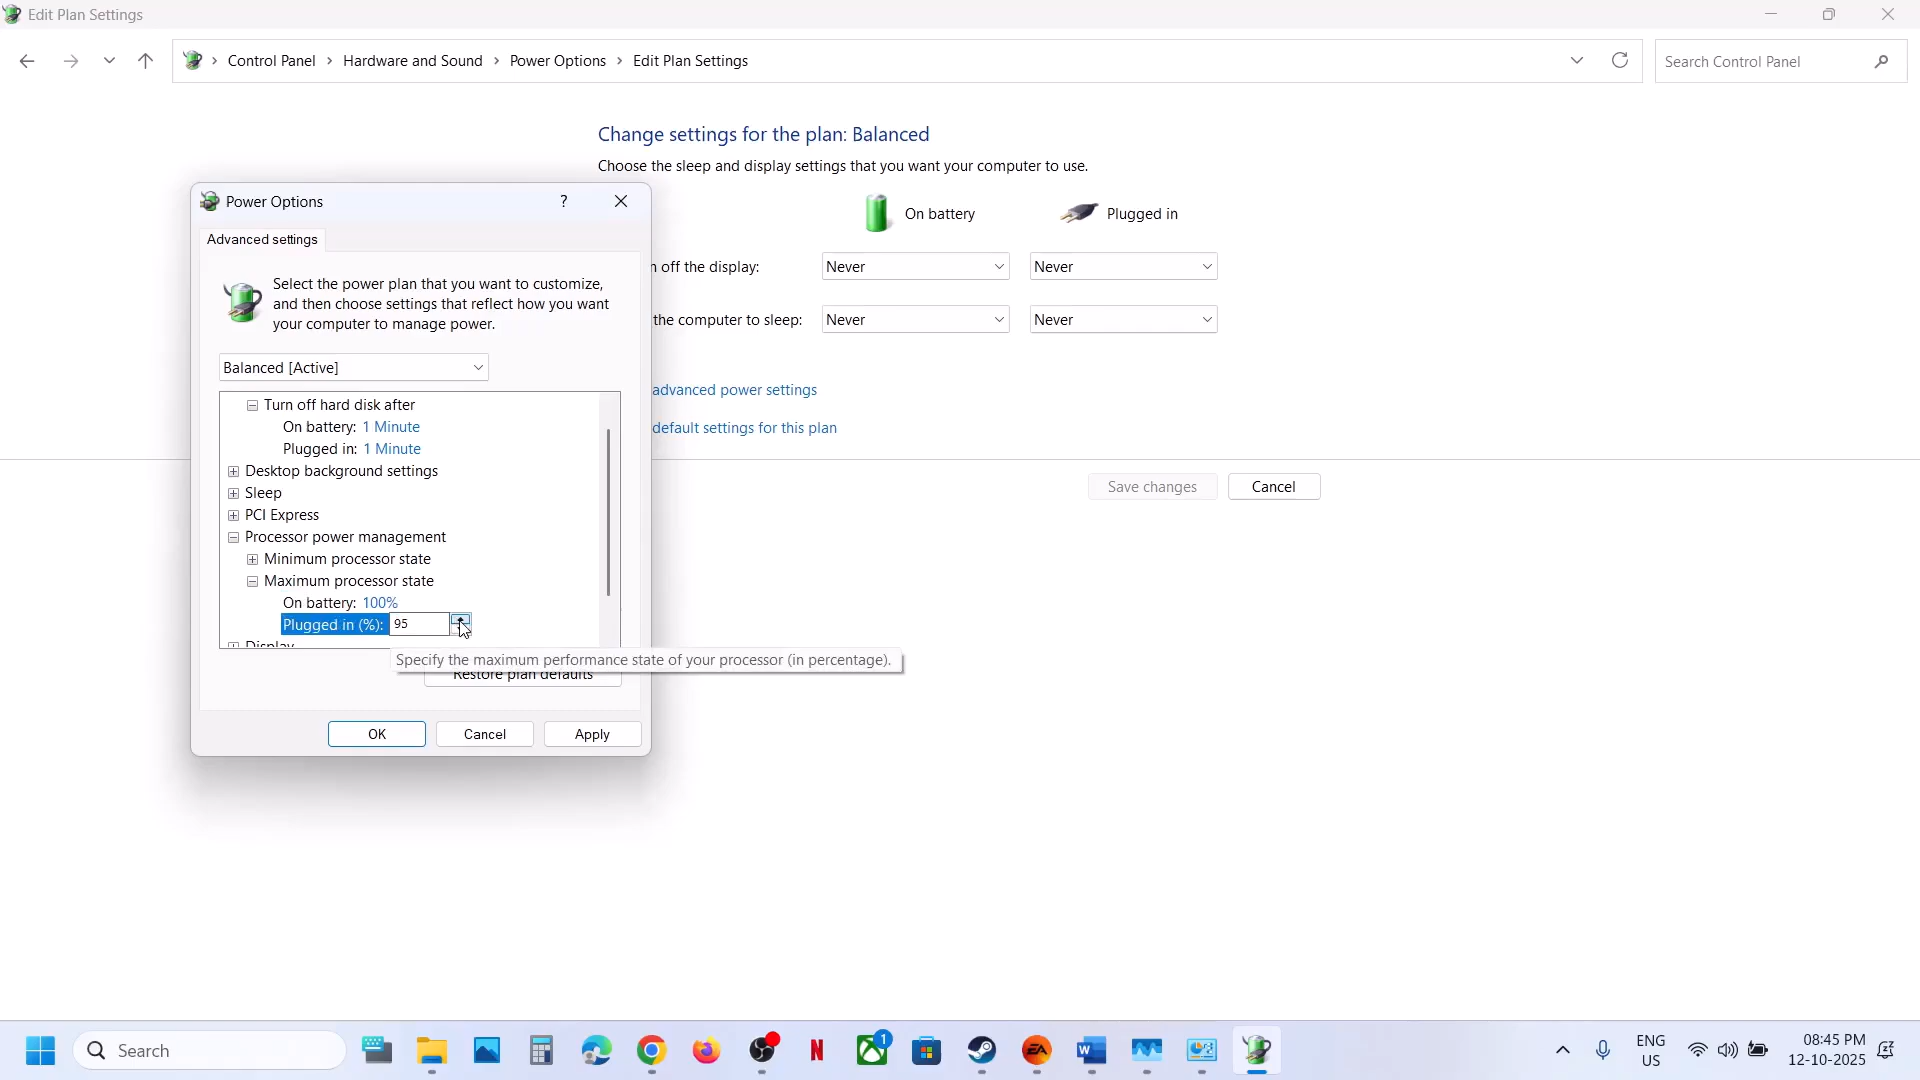 Edit Plan Settings
Control Panel > Hardware and Sound > Power Options > Edit Plan Settings
Search Control Panel
Change settings for the plan: Balanced
Choose the sleep and display settings that you want your computer to use.
On battery
Plugged in
off the display:
Never
Never
the computer to sleep:
Never
Never
advanced power settings
default settings for this plan
Save changes
Cancel
Power Options
?
Advanced settings
Select the power plan that you want to customize,
and then choose settings that reflect how you want
your computer to manage power.
Balanced [Active]
Turn off hard disk after
On battery: 1 Minute
Plugged in: 1 Minute
Desktop background settings
Sleep
PCI Express
Processor power management
Minimum processor state
Maximum processor state
On battery: 100%
Plugged in (%): 95
Display
Specify the maximum performance state of your processor (in percentage).
Restore plan defaults
OK
Cancel
Apply
Search
N
1
EA
W
ENG
US
08:45 PM
12-10-2025